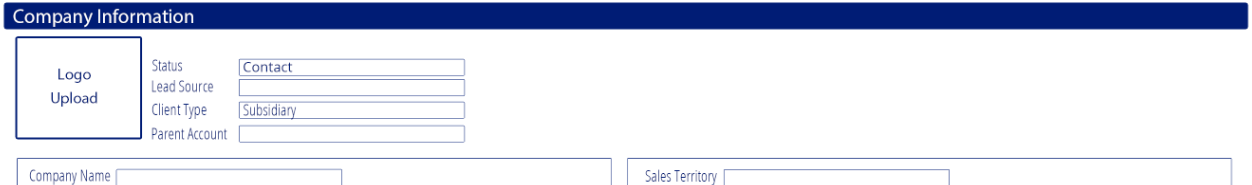 Company Information
Logo
Upload
Status Contact
Lead Source
Client Type Subsidiary
Parent Account
Company Name
Sales Territory